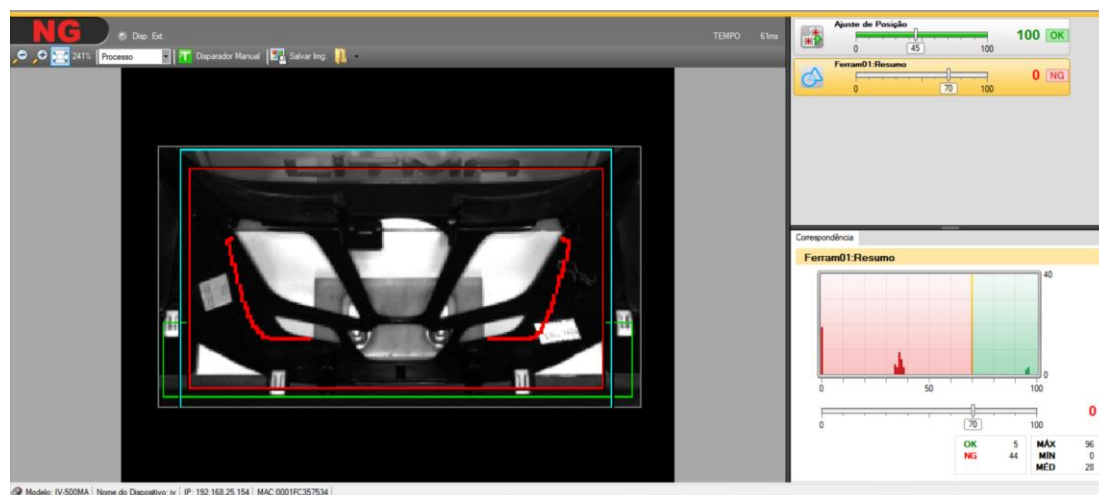 NG
Disp. Ext.
TEMPO 61ms
241% Processo Disparador Manual Salvar Img.
Ajuste de Posição
100 OK
0 45 100
Ferram01:Resumo
0 NG
0 70 100
Correspondência
Ferram01:Resumo
40
0
0 50 100
0
0 70 100
OK 5 MÁX 96
NG 44 MÍN 0
MÉD 28
Modelo: IV-500MA Nome do Dispositivo: iv IP: 192.168.25.154 MAC:0001FC357534